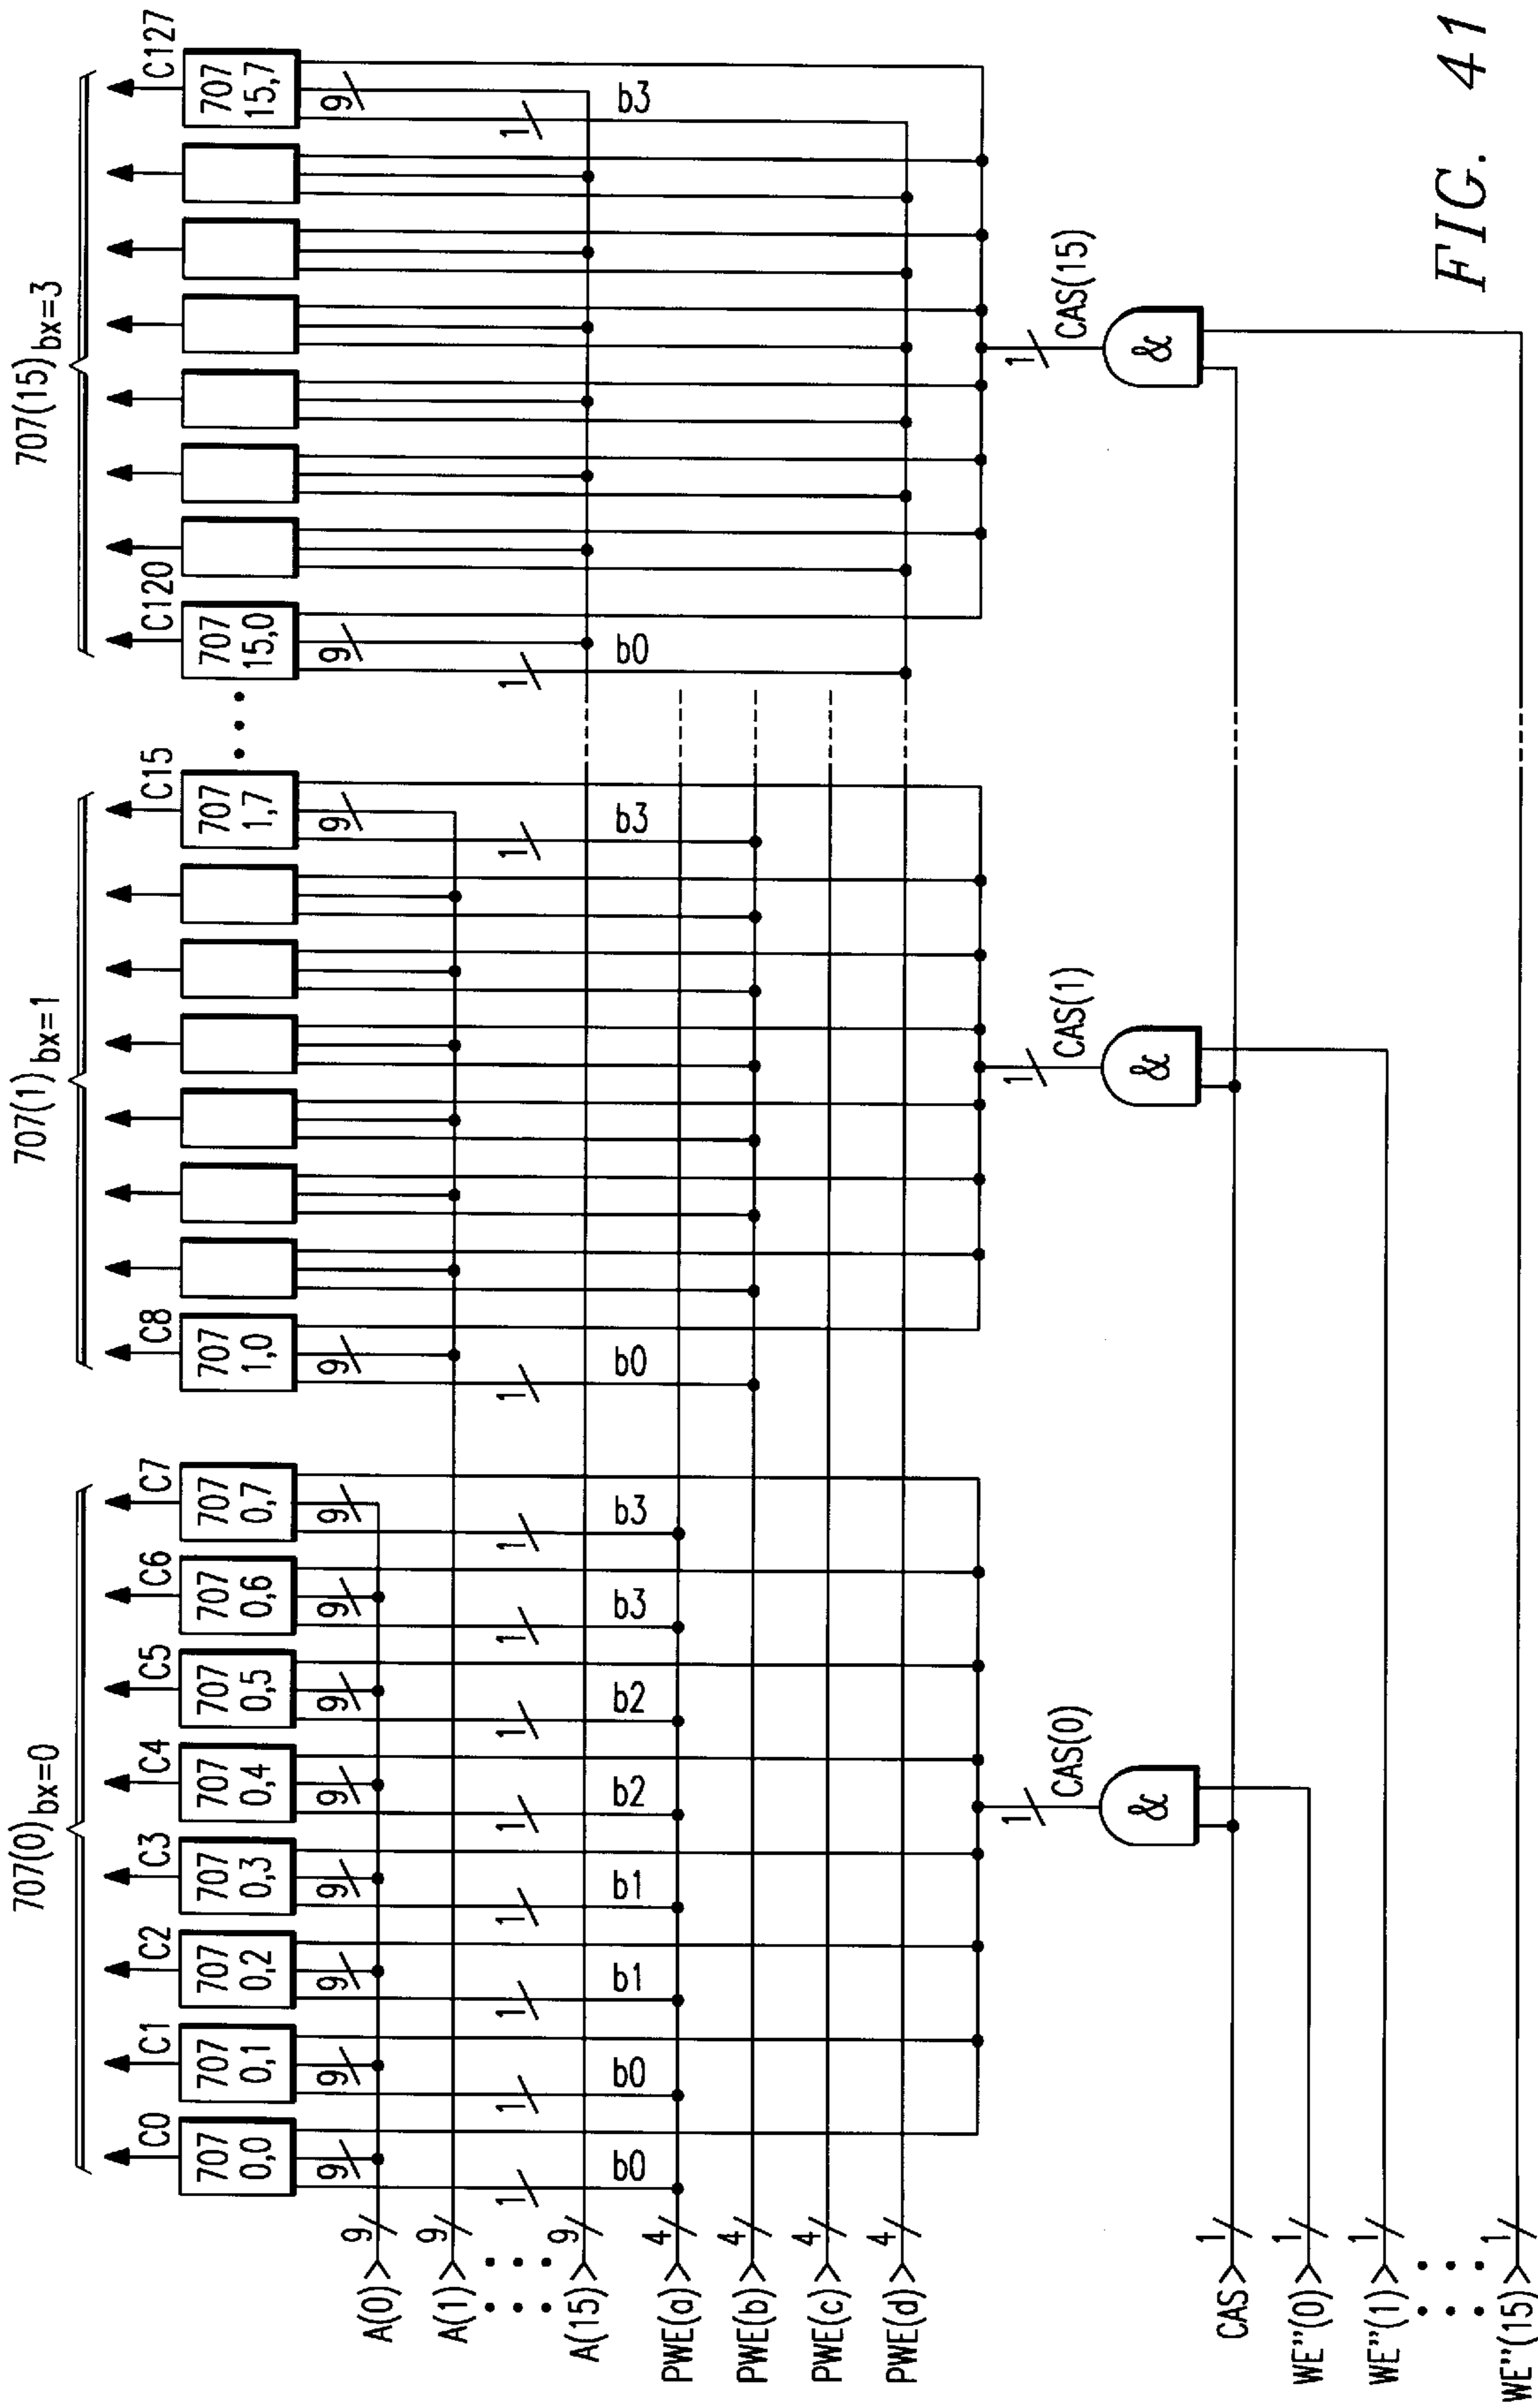 707(0)bx=0
707(1)bx=1
707(15)bx=3
C0 C1 C2 C3 C4 C5 C6 C7 C8 C15 C120 C127
707 0,0
707 0,1
707 0,2
707 0,3
707 0,4
707 0,5
707 0,6
707 0,7
707 1,0
707 1,7
• • •
707 15,0
707 15,7
9 9 9 9 9 9 9 9 9 9 9 9
A(0) 9
A(1) 9
A(15) 9
1 1 1 1 1 1 1 1 1 1 1 1
b0 b0 b1 b1 b2 b2 b3 b3 b0 b3 b0 b3
PWE(a) 4
PWE(b) 4
PWE(c) 4
PWE(d) 4
1 CAS(0)
1 CAS(1)
1 CAS(15)
& & &
CAS 1
WE"(0) 1
WE"(1) 1
WE"(15) 1
FIG. 41